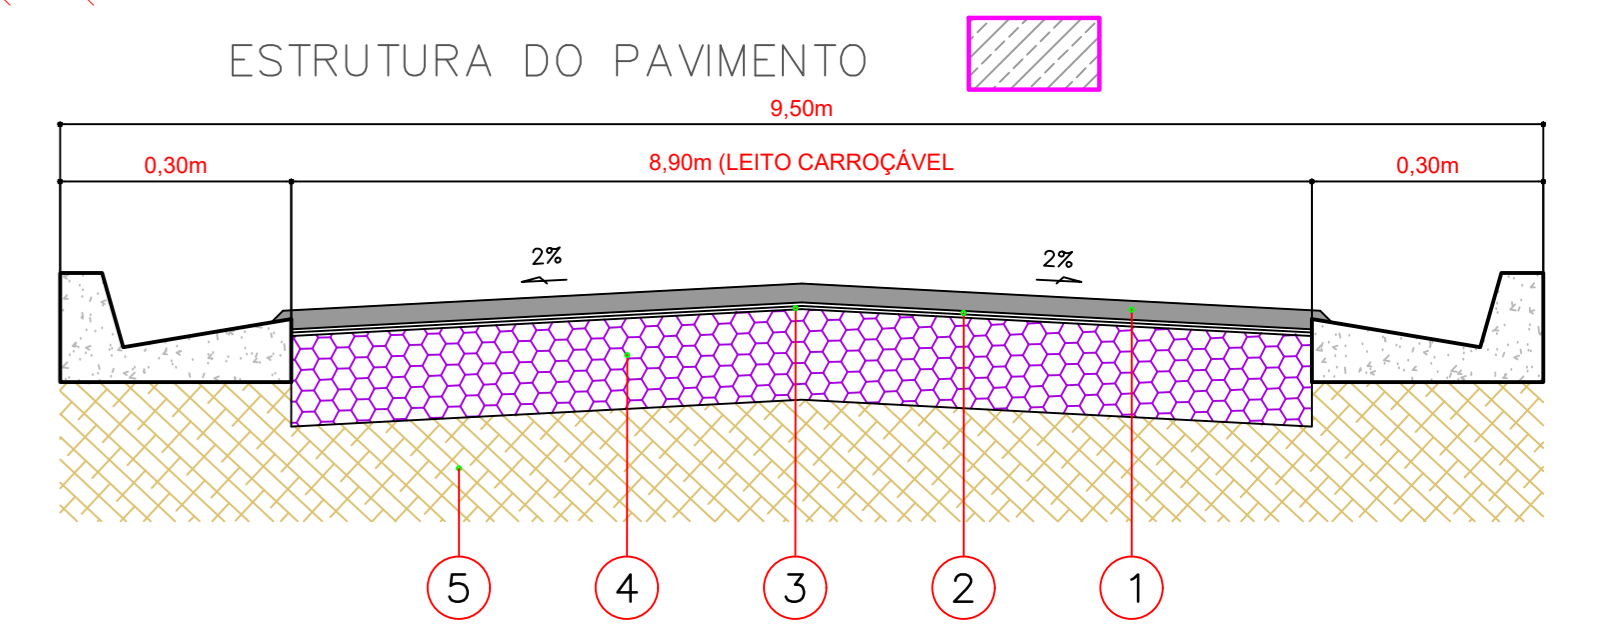 ESTRUTURA DO PAVIMENTO
9,50m
0,30m 8,90m (LEITO CARROÇÁVEL 0,30m
2% 2%
5 4 3 2 1